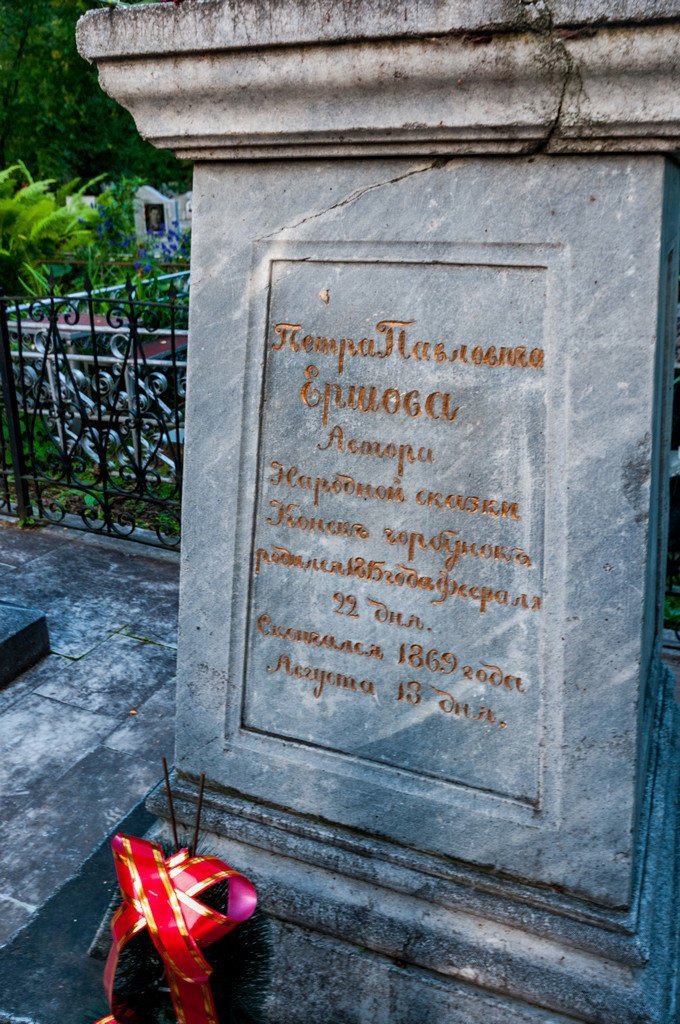 Петра Павловича
Ершова
Автора
Народной сказки
Конекъ горбунокъ
родился 1815 года февраля
22 дня.
Скончался 1869 года
Августа 18 дня.